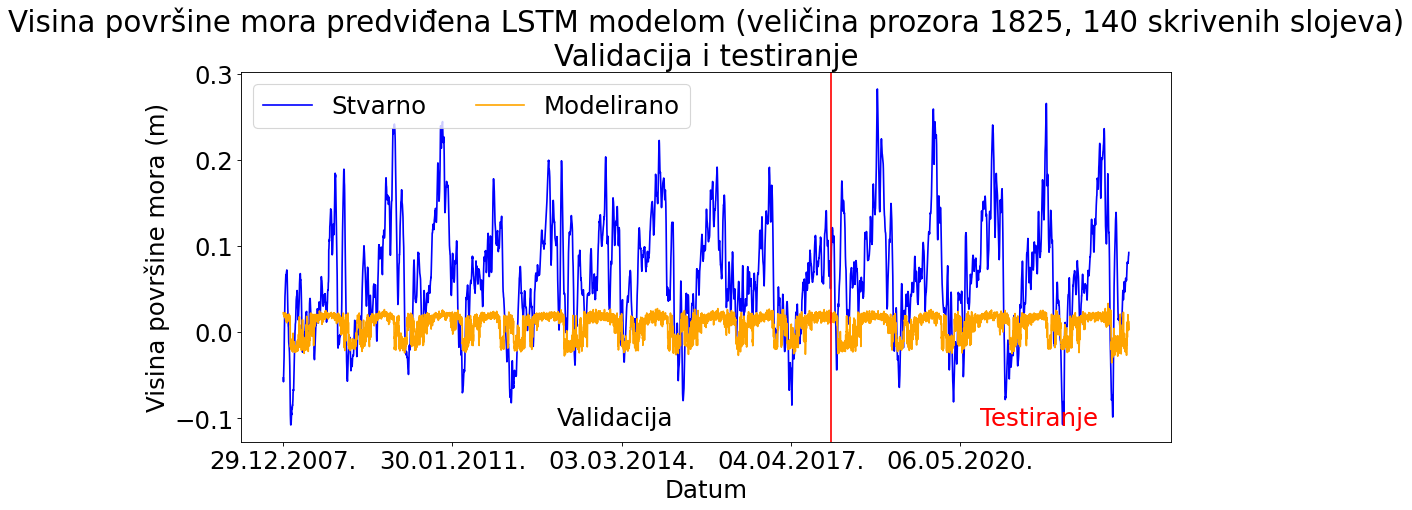 Visina površine mora predviđena LSTM modelom (veličina prozora 1825, 140 skrivenih slojeva)
Validacija i testiranje
Stvarno
Modelirano
Visina površine mora (m)
0.3
0.2
0.1
0.0
−0.1
Validacija
Testiranje
29.12.2007.
30.01.2011.
03.03.2014.
04.04.2017.
06.05.2020.
Datum